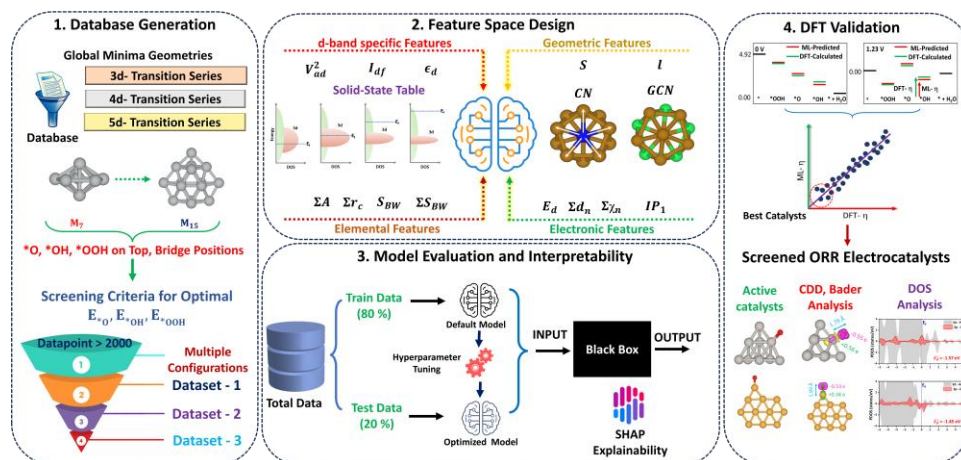 1. Database Generation
Global Minima Geometries
3d- Transition Series
4d- Transition Series
5d- Transition Series
Database
M7
M15
*O, *OH, *OOH on Top, Bridge Positions
Screening Criteria for Optimal
E*O, E*OH, E*OOH
Datapoint > 2000
1
Multiple
Configurations
2
Dataset - 1
3
Dataset - 2
4
Dataset - 3
2. Feature Space Design
d-band specific Features
V²ad Idf ϵd
Solid-State Table
Energy
DOS
DOS
DOS
DOS
ΣA Σrc SBW ΣSBW
Elemental Features
Geometric Features
S l
CN GCN
Ed Σdn Σχn IP1
Electronic Features
3. Model Evaluation and Interpretability
Total Data
Train Data
(80 %)
Test Data
(20 %)
Default Model
Hyperparameter
Tuning
Optimized Model
INPUT
Black Box
OUTPUT
SHAP
Explainability
4. DFT Validation
4.92
0 V
ML-Predicted
DFT-Calculated
0.00
* *OOH *O *OH * + H2O
1.23 V
ML-Predicted
DFT-Calculated
0.00
DFT- η
ML- η
* *OOH *O *OH * + H2O
ML- η
Best Catalysts
DFT- η
Screened ORR Electrocatalysts
Active
catalysts
CDD, Bader
Analysis
DOS
Analysis